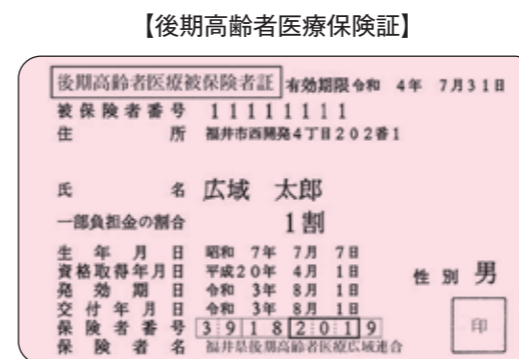 【後期高齢者医療保険証】
後期高齢者医療被保険者証 有効期限 令和 4年 7月31日
被保険者番号 11111111
住所 福井市西開発4丁目202番1
氏名 広域 太郎
一部負担金の割合 1割
生年月日 昭和 7年 7月 7日
資格取得年月日 平成20年 4月 1日
発効期日 令和 3年 8月 1日 性別 男
交付年月日 令和 3年 8月 1日
保険者番号 39182019 印
保険者名 福井県後期高齢者医療広域連合